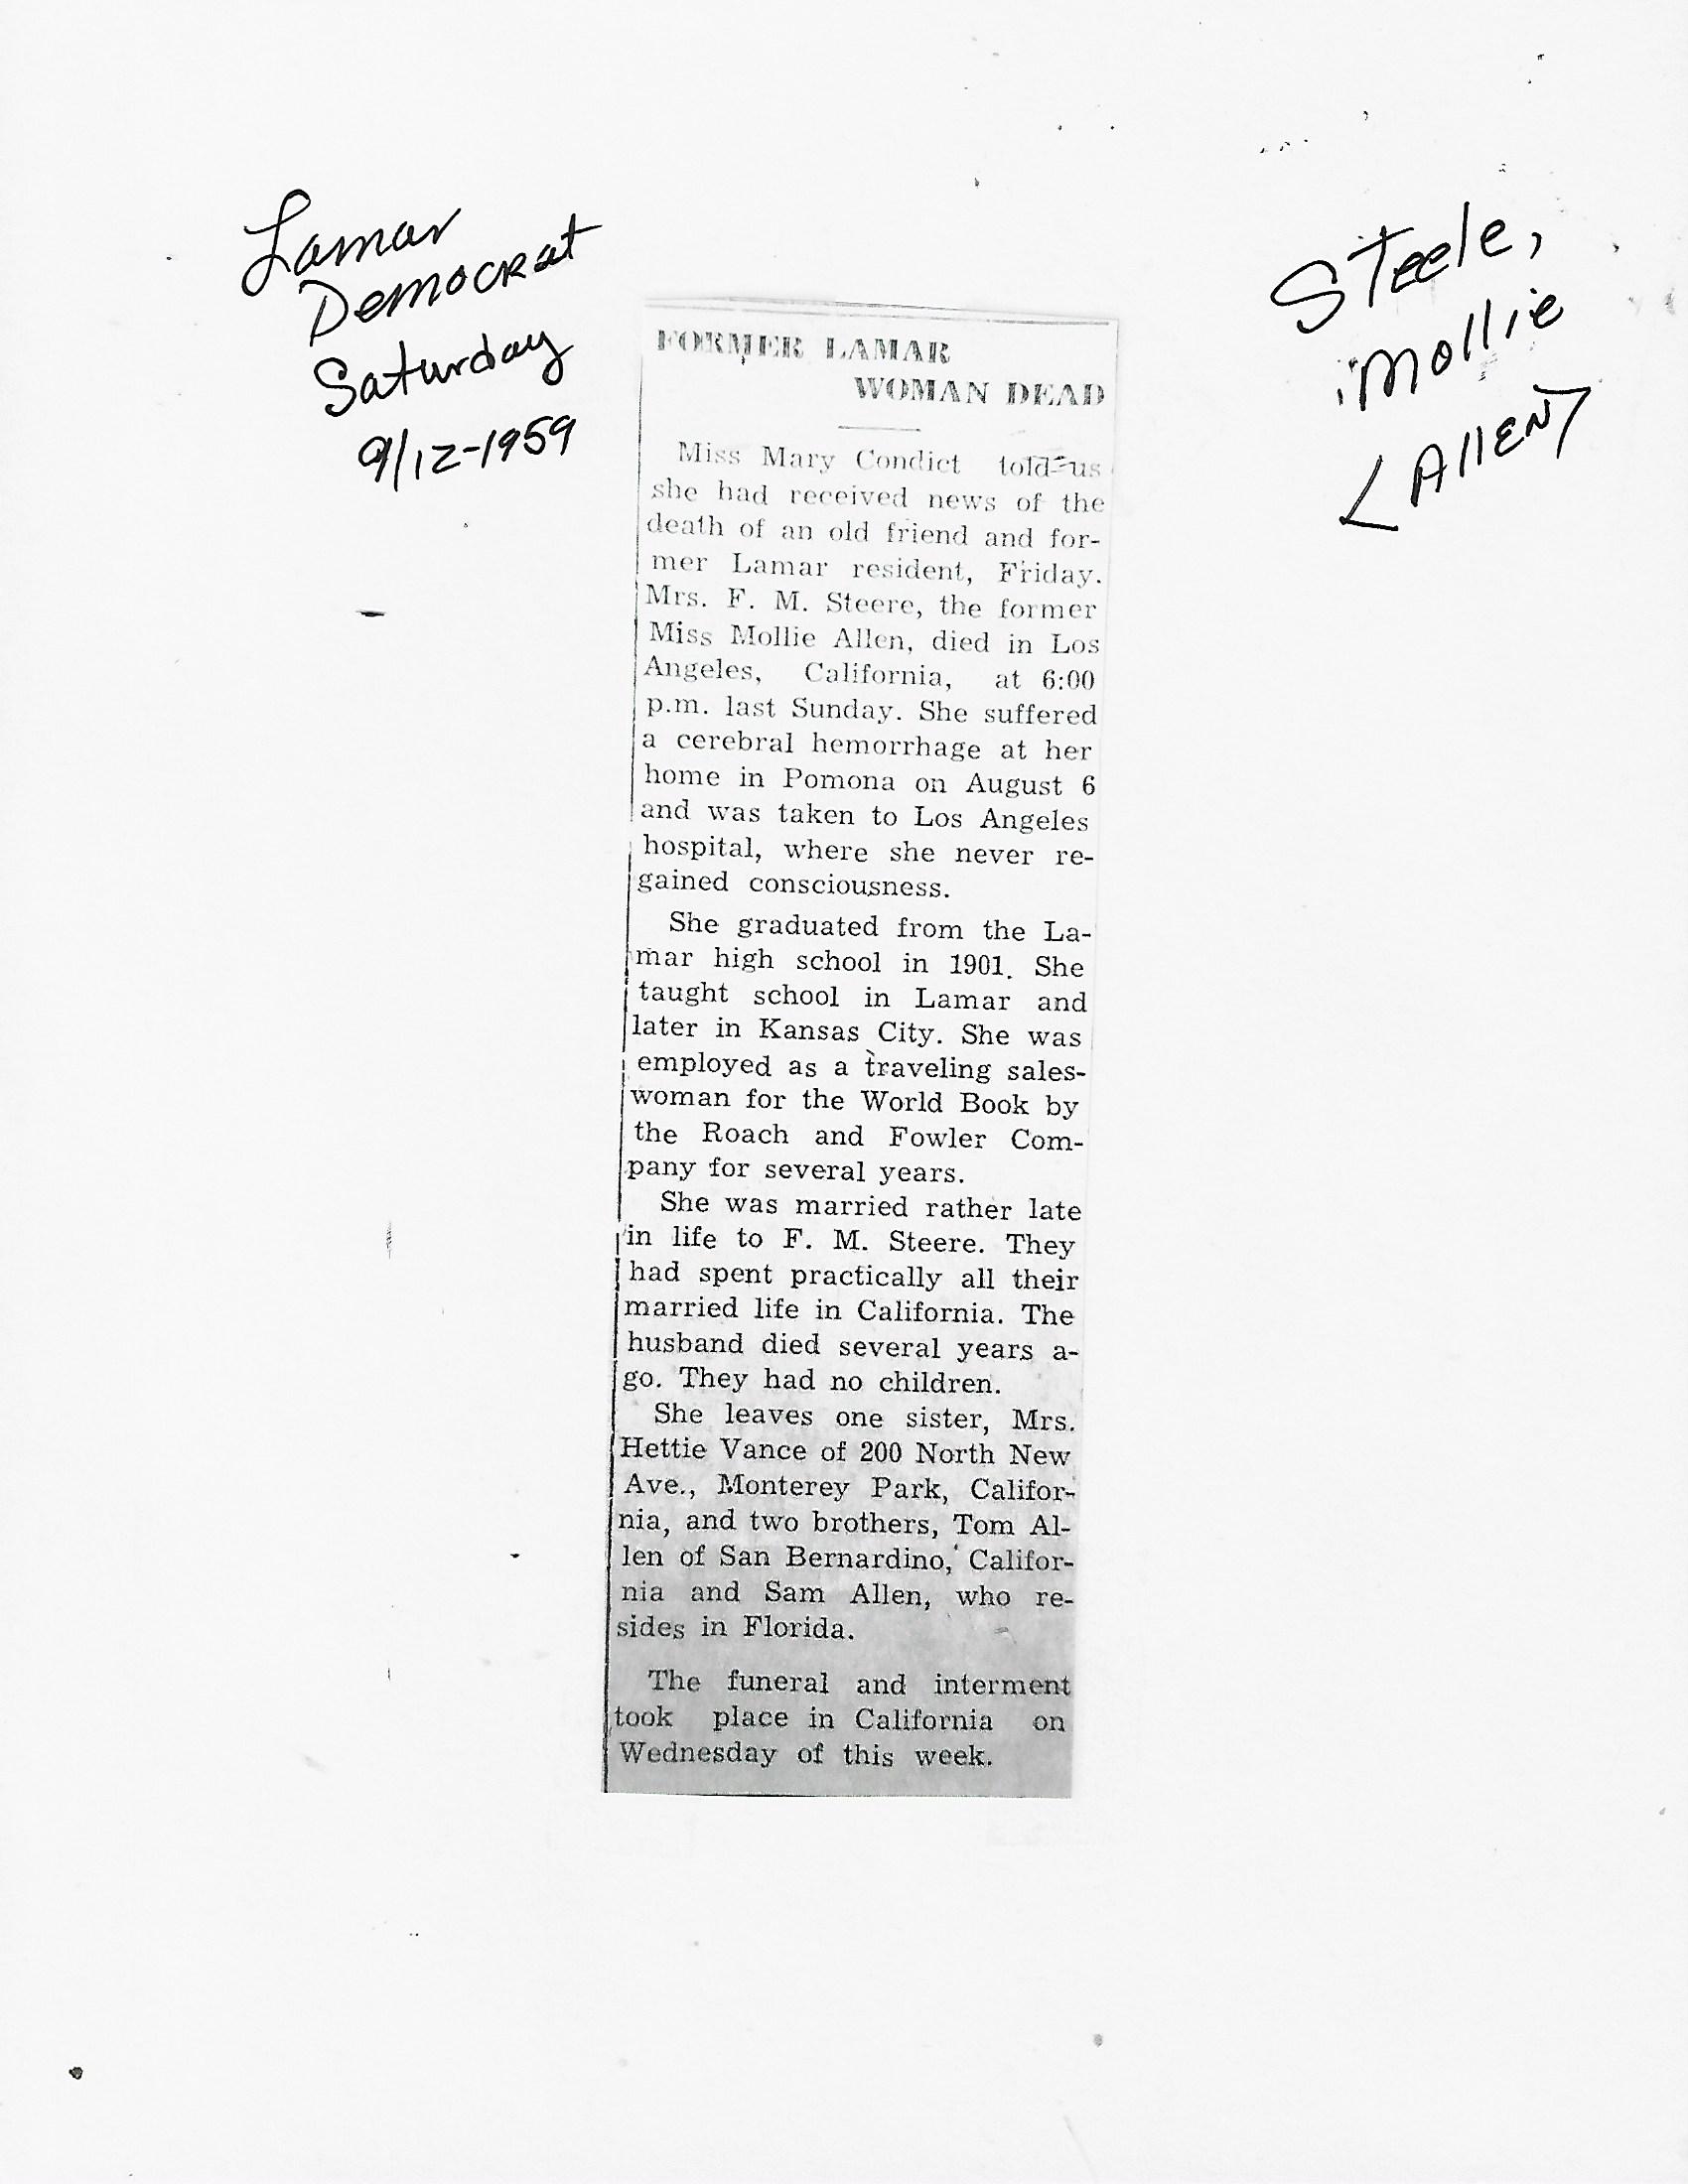 Lamar
Democrat
Saturday
9/12-1959
Steele,
Mollie
<Allen>
FORMER LAMAR
WOMAN DEAD
Miss Mary Condict told us
she had received news of the
death of an old friend and for-
mer Lamar resident, Friday.
Mrs. F. M. Steere, the former
Miss Mollie Allen, died in Los
Angeles, California, at 6:00
p.m. last Sunday. She suffered
a cerebral hemorrhage at her
home in Pomona on August 6
and was taken to Los Angeles
hospital, where she never re-
gained consciousness.
She graduated from the La-
mar high school in 1901. She
taught school in Lamar and
later in Kansas City. She was
employed as a traveling sales-
woman for the World Book by
the Roach and Fowler Com-
pany for several years.
She was married rather late
in life to F. M. Steere. They
had spent practically all their
married life in California. The
husband died several years a-
go. They had no children.
She leaves one sister, Mrs.
Hettie Vance of 200 North New
Ave., Monterey Park, Califor-
nia, and two brothers, Tom Al-
len of San Bernardino, Califor-
nia and Sam Allen, who re-
sides in Florida.
The funeral and interment
took place in California on
Wednesday of this week.